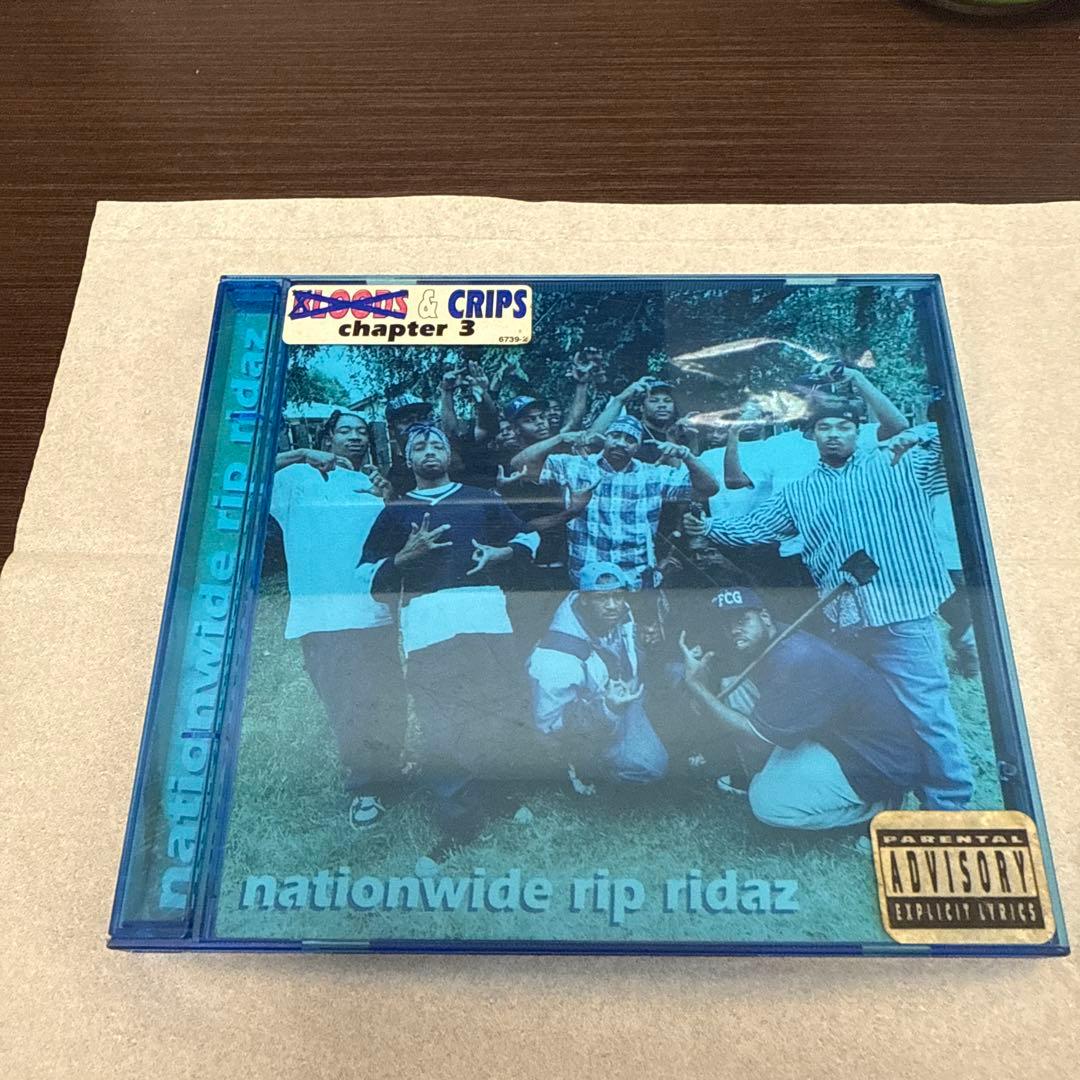 BLOODS & CRIPS
chapter 3
6739-2
nationwide rip ridaz
FCG
nationwide rip ridaz
PARENTAL
ADVISORY
EXPLICIT LYRICS